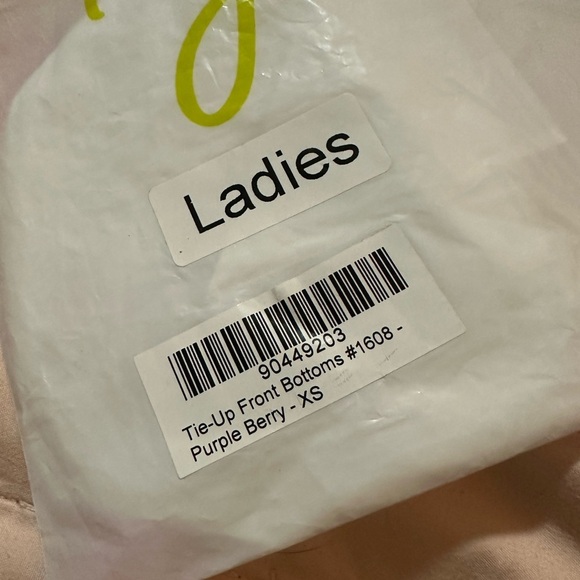 Ladies
90449203
Tie-Up Front Bottoms #1608 -
Purple Berry - XS